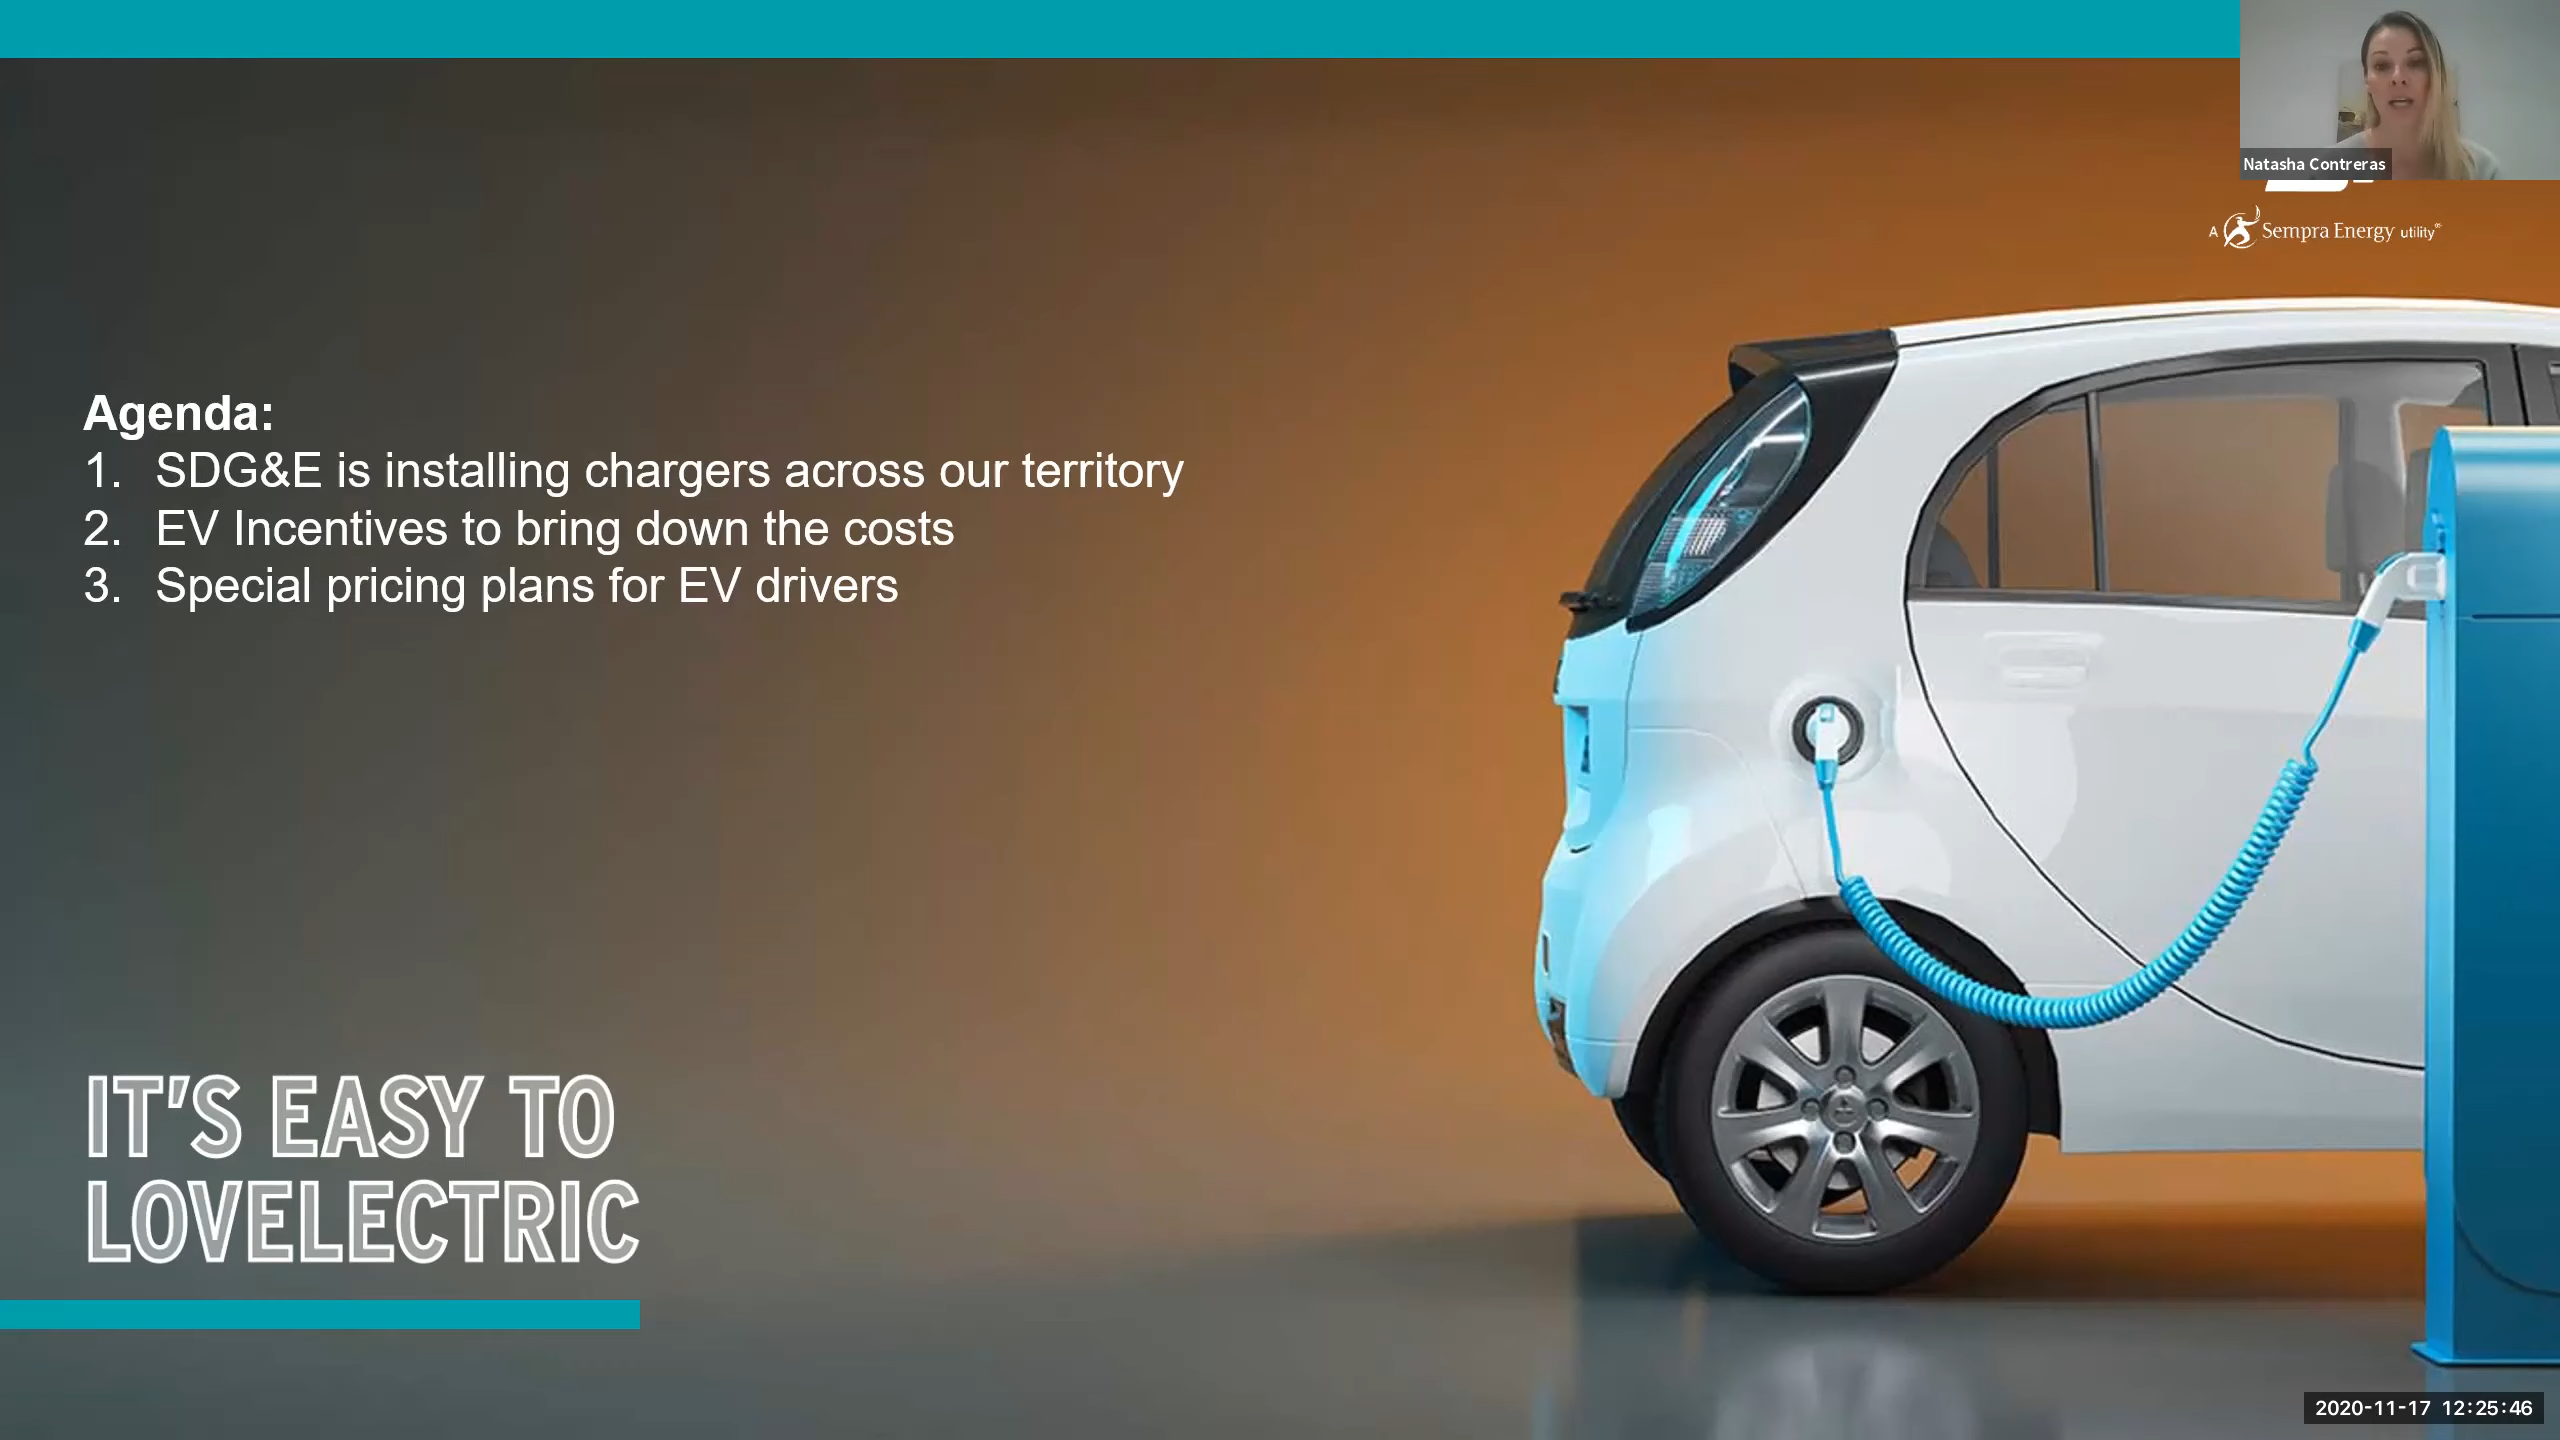 Natasha Contreras
A Sempra Energy utility®
Agenda:
1. SDG&E is installing chargers across our territory
2. EV Incentives to bring down the costs
3. Special pricing plans for EV drivers
IT'S EASY TO
LOVELECTRIC
2020-11-17 12:25:46